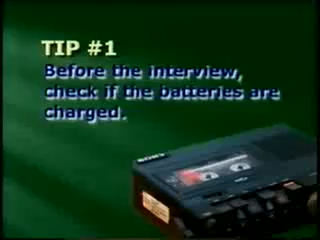 TIP #1
Before the interview,
check if the batteries are
charged.
SONY